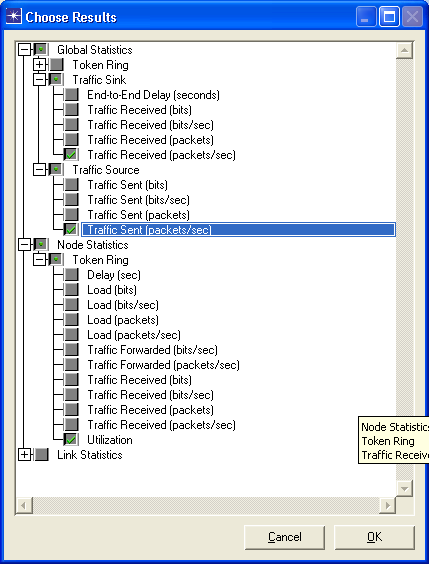 Choose Results
Global Statistics
Token Ring
Traffic Sink
End-to-End Delay (seconds)
Traffic Received (bits)
Traffic Received (bits/sec)
Traffic Received (packets)
Traffic Received (packets/sec)
Traffic Source
Traffic Sent (bits)
Traffic Sent (bits/sec)
Traffic Sent (packets)
Traffic Sent (packets/sec)
Node Statistics
Token Ring
Delay (sec)
Load (bits)
Load (bits/sec)
Load (packets)
Load (packets/sec)
Traffic Forwarded (bits/sec)
Traffic Forwarded (packets/sec)
Traffic Received (bits)
Traffic Received (bits/sec)
Traffic Received (packets)
Traffic Received (packets/sec)
Utilization
Link Statistics
Node Statistics
Token Ring
Traffic Receive
Cancel
OK